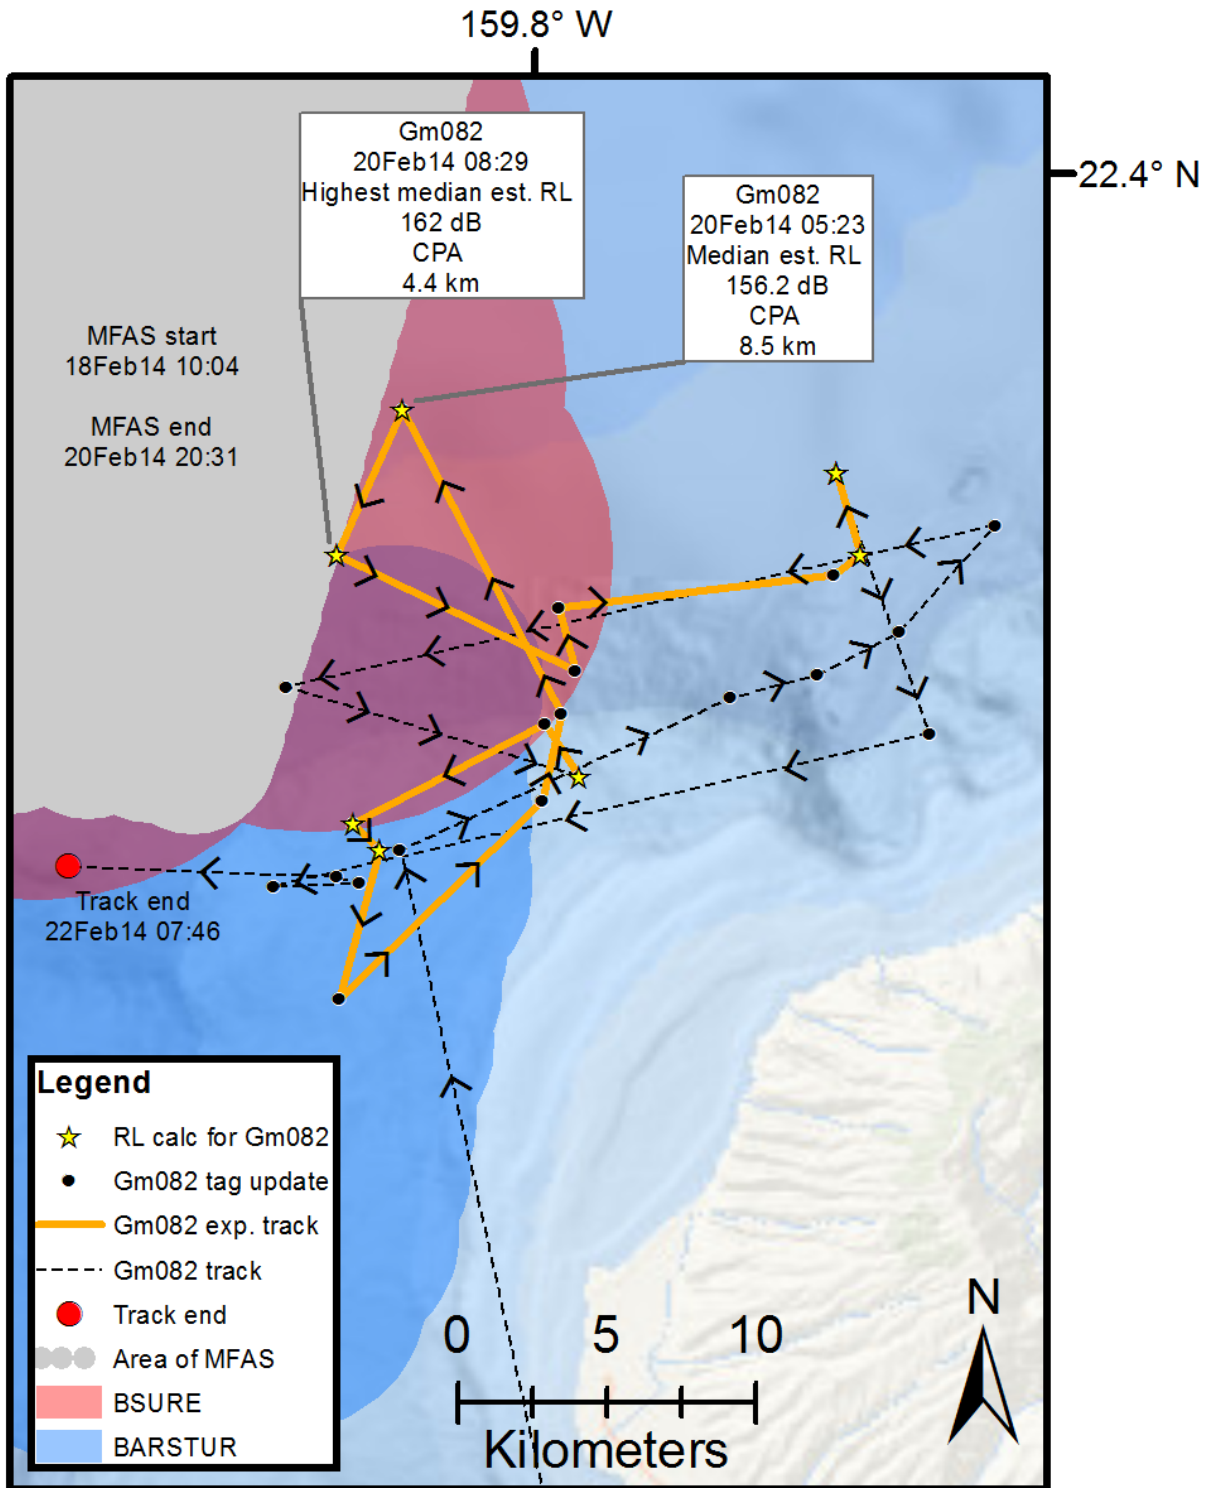 159.8° W
22.4° N
Gm082
20Feb14 08:29
Highest median est. RL
162 dB
CPA
4.4 km
Gm082
20Feb14 05:23
Median est. RL
156.2 dB
CPA
8.5 km
MFAS start
18Feb14 10:04
MFAS end
20Feb14 20:31
Track end
22Feb14 07:46
Legend
RL calc for Gm082
Gm082 tag update
Gm082 exp. track
Gm082 track
Track end
Area of MFAS
BSURE
BARSTUR
0 5 10
Kilometers
N